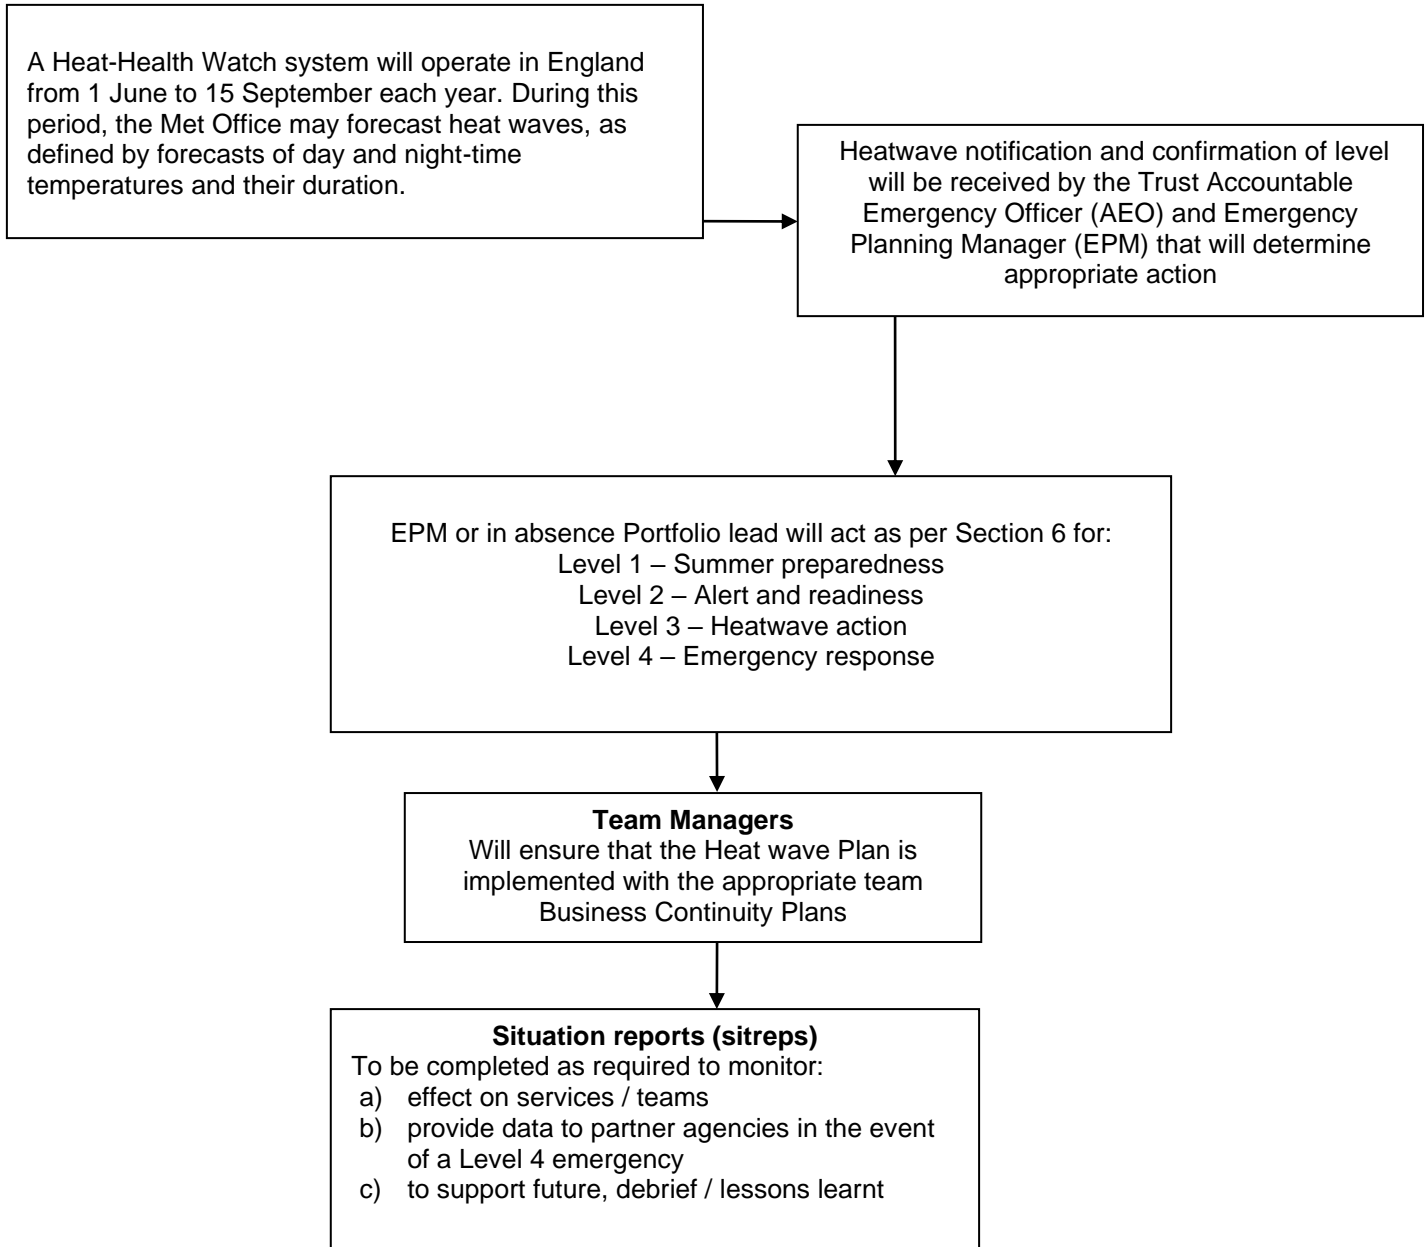 A Heat-Health Watch system will operate in England
from 1 June to 15 September each year. During this
period, the Met Office may forecast heat waves, as
defined by forecasts of day and night-time
temperatures and their duration.
Heatwave notification and confirmation of level
will be received by the Trust Accountable
Emergency Officer (AEO) and Emergency
Planning Manager (EPM) that will determine
appropriate action
EPM or in absence Portfolio lead will act as per Section 6 for:
Level 1 – Summer preparedness
Level 2 – Alert and readiness
Level 3 – Heatwave action
Level 4 – Emergency response
Team Managers
Will ensure that the Heat wave Plan is
implemented with the appropriate team
Business Continuity Plans
Situation reports (sitreps)
To be completed as required to monitor:
a) effect on services / teams
b) provide data to partner agencies in the event
of a Level 4 emergency
c) to support future, debrief / lessons learnt